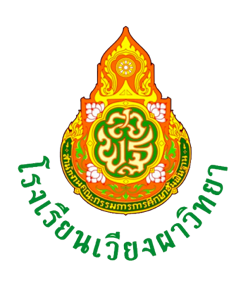 สำนักงานคณะกรรมการการศึกษาขั้นพื้นฐาน
โรงเรียนเวียงผาวิทยา